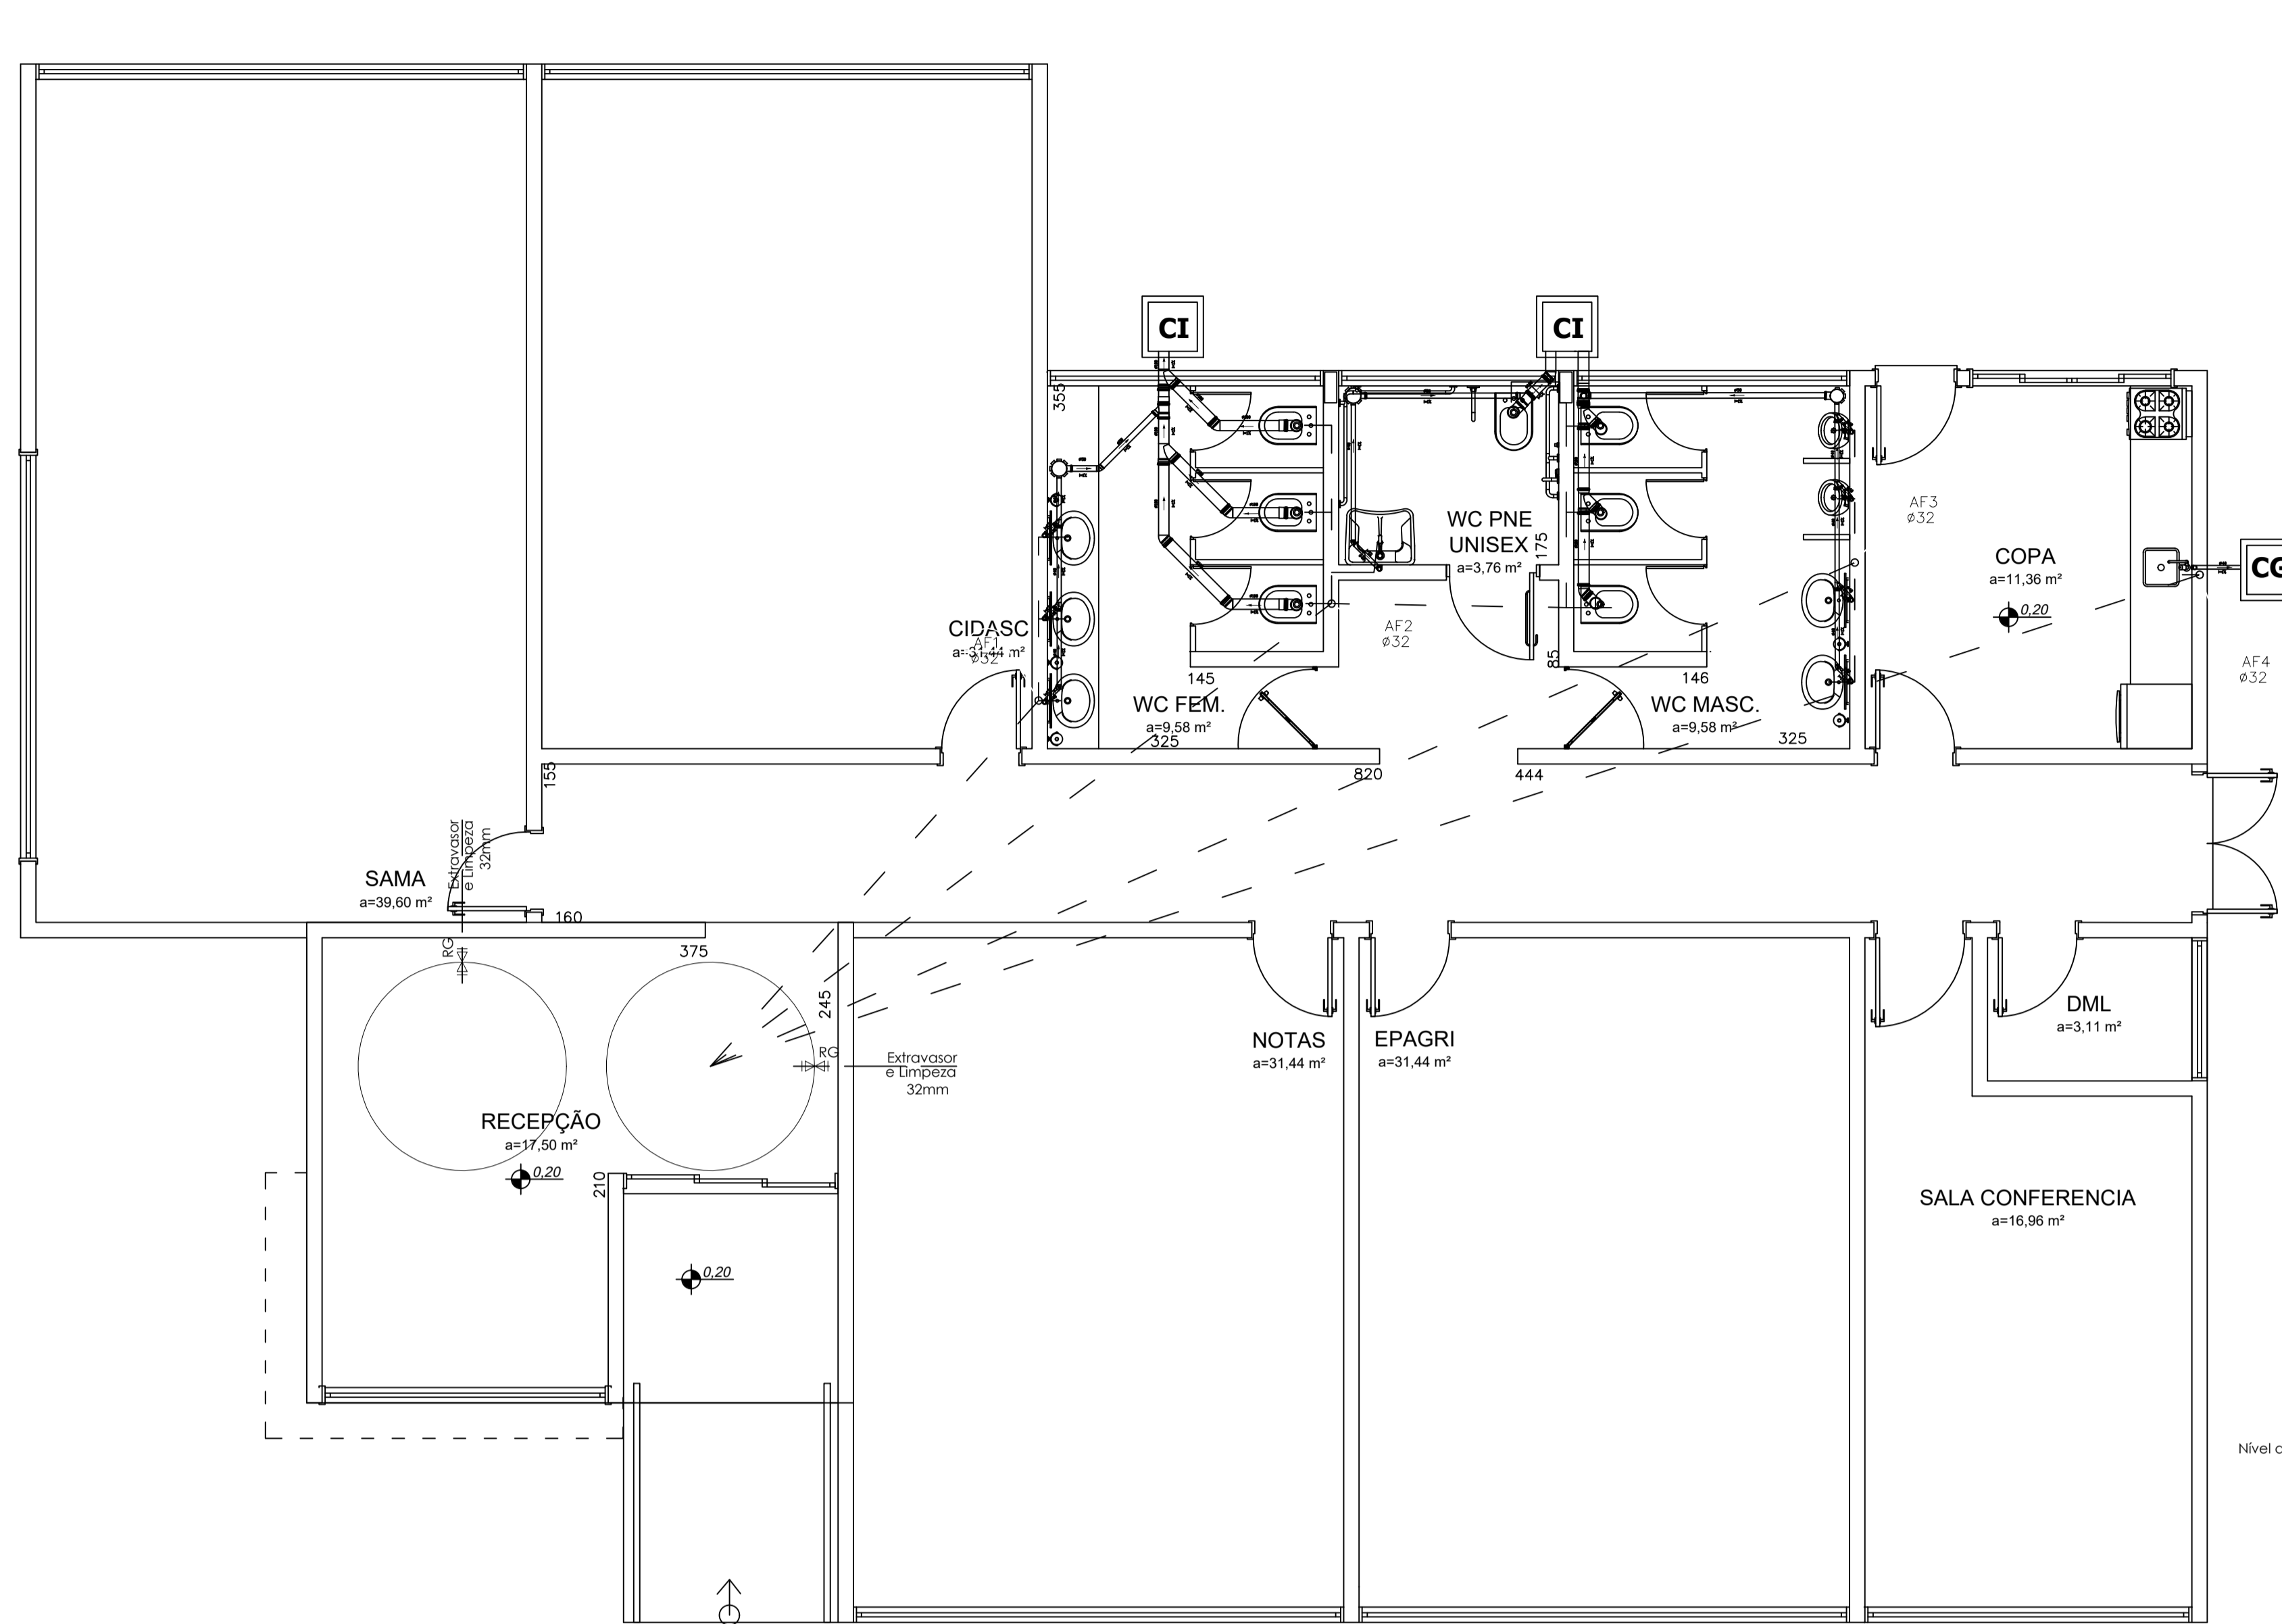 CI
CI
355
WC PNE
UNISEX
a=3,76 m²
175
AF3
ø32
COPA
a=11,36 m²
0,20
CG
CIDASC
a=31,44 m²
AF1
ø32
AF2
ø32
85
AF4
ø32
145
WC FEM.
a=9,58 m²
325
146
WC MASC.
a=9,58 m²
325
155
820
444
Extravasor
e Limpeza
32mm
SAMA
a=39,60 m²
160
RG
375
245
RG
Extravasor
e Limpeza
32mm
NOTAS
a=31,44 m²
EPAGRI
a=31,44 m²
DML
a=3,11 m²
RECEPÇÃO
a=17,50 m²
0,20
210
SALA CONFERENCIA
a=16,96 m²
0,20
Nível